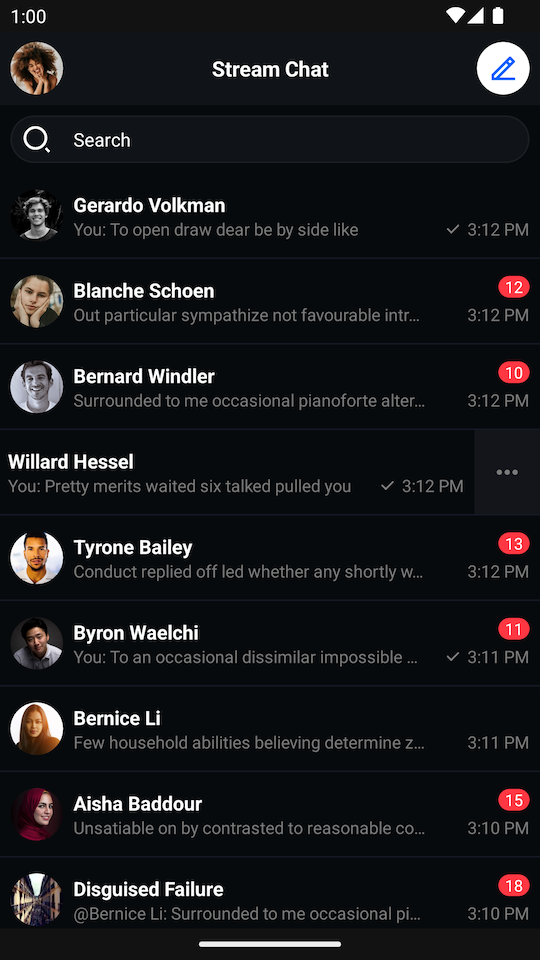 1:00
Stream Chat
Search
Gerardo Volkman
You: To open draw dear be by side like 3:12 PM
Blanche Schoen 12
Out particular sympathize not favourable intr... 3:12 PM
Bernard Windler 10
Surrounded to me occasional pianoforte alter... 3:12 PM
Willard Hessel
You: Pretty merits waited six talked pulled you 3:12 PM
Tyrone Bailey 13
Conduct replied off led whether any shortly w... 3:12 PM
Byron Waelchi 11
You: To an occasional dissimilar impossible ... 3:11 PM
Bernice Li
Few household abilities believing determine z... 3:11 PM
Aisha Baddour 15
Unsatiable on by contrasted to reasonable co... 3:10 PM
Disguised Failure 18
@Bernice Li: Surrounded to me occasional pi... 3:10 PM